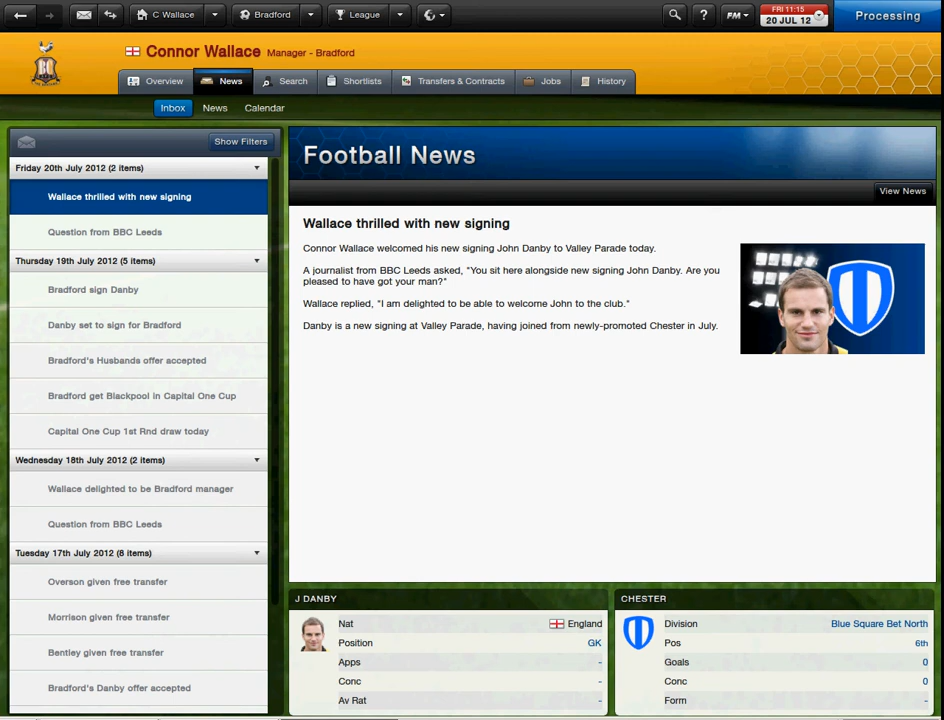 C Wallace
Bradford
League
?
FM
FRI 11:15
20 JUL 12
Processing
Connor Wallace Manager - Bradford
Overview
News
Search
Shortlists
Transfers & Contracts
Jobs
History
Inbox
News
Calendar
Show Filters
Friday 20th July 2012 (2 items)
Wallace thrilled with new signing
Question from BBC Leeds
Thursday 19th July 2012 (5 items)
Bradford sign Danby
Danby set to sign for Bradford
Bradford's Husbands offer accepted
Bradford get Blackpool in Capital One Cup
Capital One Cup 1st Rnd draw today
Wednesday 18th July 2012 (2 items)
Wallace delighted to be Bradford manager
Question from BBC Leeds
Tuesday 17th July 2012 (8 items)
Overson given free transfer
Morrison given free transfer
Bentley given free transfer
Bradford's Danby offer accepted
Football News
View News
Wallace thrilled with new signing
Connor Wallace welcomed his new signing John Danby to Valley Parade today.
A journalist from BBC Leeds asked, "You sit here alongside new signing John Danby. Are you
pleased to have got your man?"
Wallace replied, "I am delighted to be able to welcome John to the club."
Danby is a new signing at Valley Parade, having joined from newly-promoted Chester in July.
J DANBY
Nat England
Position GK
Apps -
Conc -
Av Rat -
CHESTER
Division Blue Square Bet North
Pos 6th
Goals 0
Conc 0
Form -